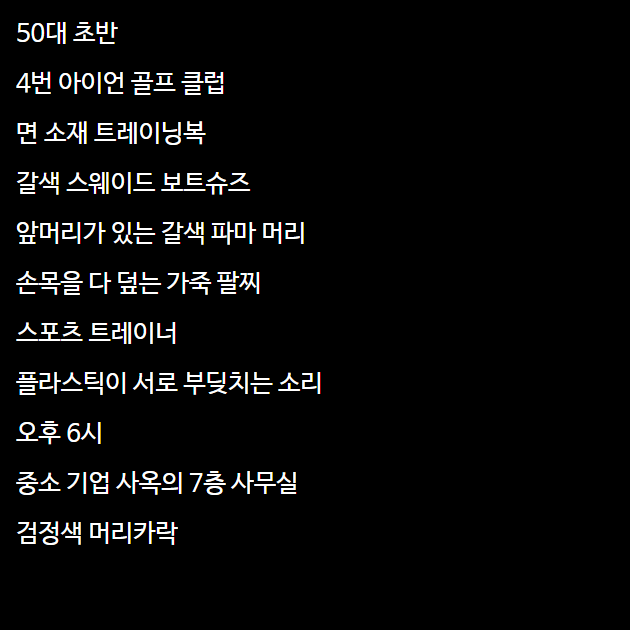 50대 초반
4번 아이언 골프 클럽
면 소재 트레이닝복
갈색 스웨이드 보트슈즈
앞머리가 있는 갈색 파마 머리
손목을 다 덮는 가죽 팔찌
스포츠 트레이너
플라스틱이 서로 부딪치는 소리
오후 6시
중소 기업 사옥의 7층 사무실
검정색 머리카락